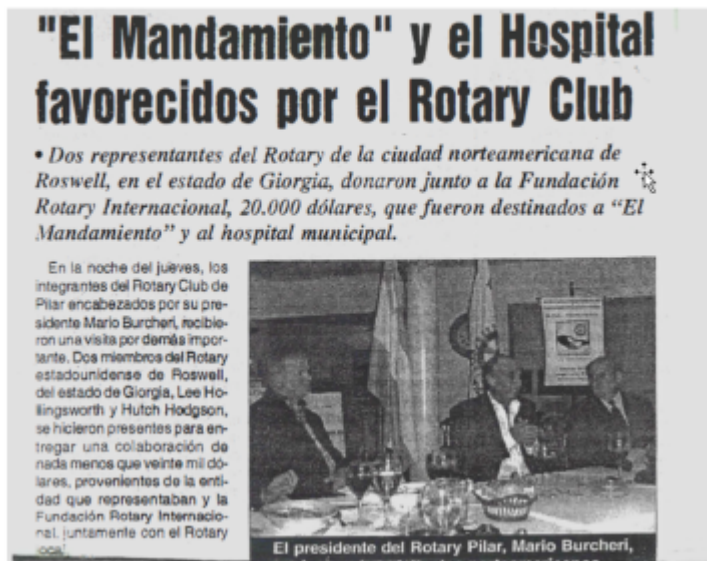 "El Mandamiento" y el Hospital
favorecidos por el Rotary Club
• Dos representantes del Rotary de la ciudad norteamericana de
Roswell, en el estado de Giorgia, donaron junto a la Fundación
Rotary Internacional, 20.000 dólares, que fueron destinados a “El
Mandamiento” y al hospital municipal.
En la noche del jueves, los
integrantes del Rotary Club de
Pilar encabezados por su pre-
sidente Mario Burcheri, recibie-
ron una visita por demás impor-
tante. Dos miembros del Rotary
estadounidense de Roswell,
del estado de Giorgia, Lee Ho-
llingsworth y Hutch Hodgson,
se hicieron presentes para en-
tregar una colaboración de
nada menos que veinte mil dó-
lares, provenientes de la enti-
dad que representaban y la
Fundación Rotary Internacio-
nal, juntamente con el Rotary
local
El presidente del Rotary Pilar, Mario Burcheri,